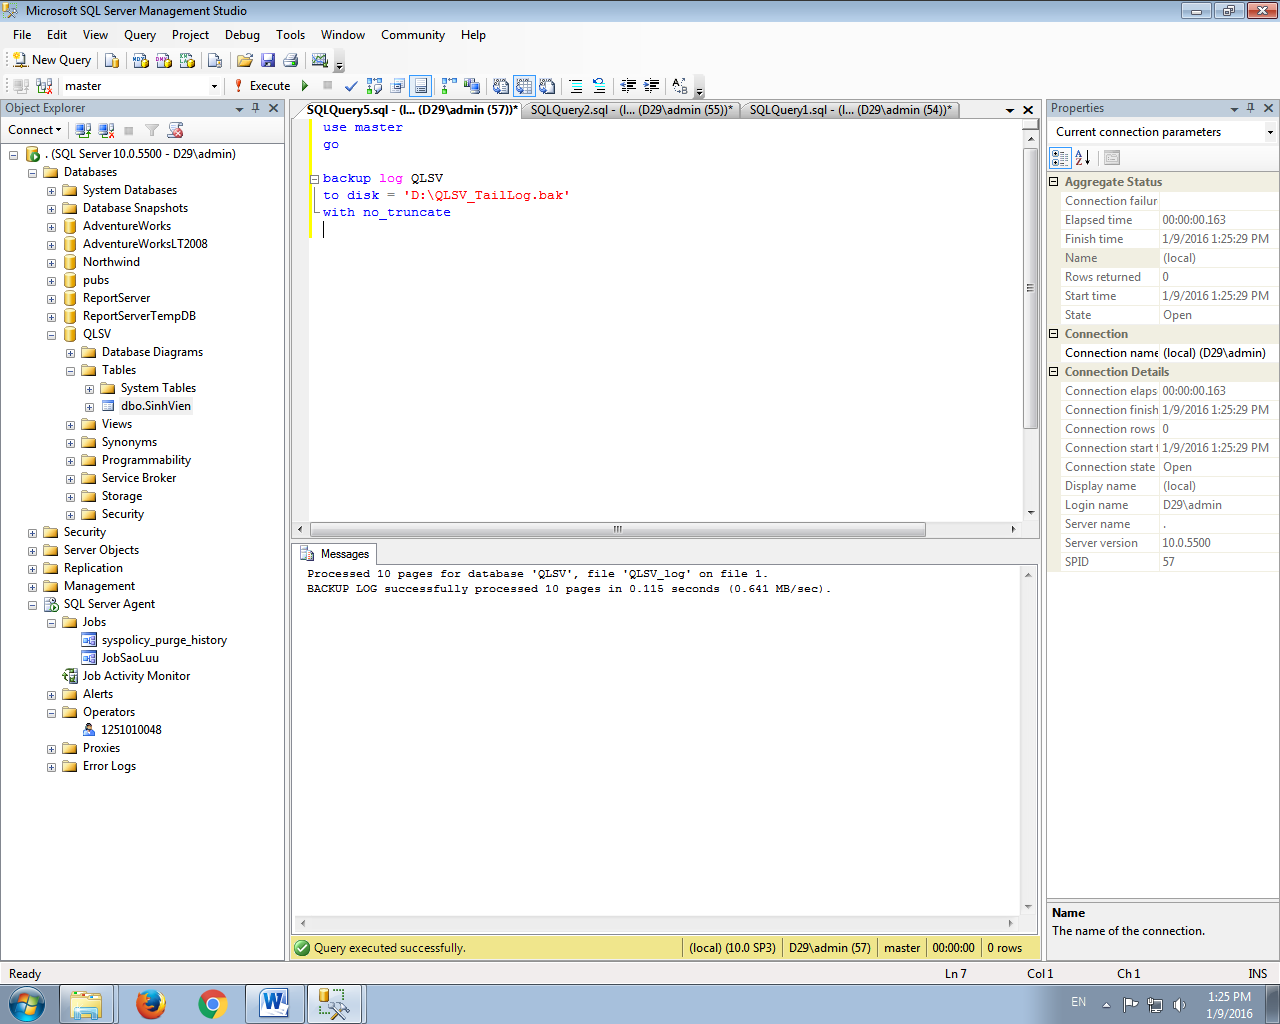 Microsoft SQL Server Management Studio
File Edit View Query Project Debug Tools Window Community Help
New Query
master Execute
Object Explorer
Connect
. (SQL Server 10.0.5500 - D29\admin)
Databases
System Databases
Database Snapshots
AdventureWorks
AdventureWorksLT2008
Northwind
pubs
ReportServer
ReportServerTempDB
QLSV
Database Diagrams
Tables
System Tables
dbo.SinhVien
Views
Synonyms
Programmability
Service Broker
Storage
Security
Security
Server Objects
Replication
Management
SQL Server Agent
Jobs
syspolicy_purge_history
JobSaoLuu
Job Activity Monitor
Alerts
Operators
1251010048
Proxies
Error Logs
SQLQuery5.sql - (l... (D29\admin (57))* SQLQuery2.sql - (l... (D29\admin (55))* SQLQuery1.sql - (l... (D29\admin (54))*
use master
go
backup log QLSV
to disk = 'D:\QLSV_TailLog.bak'
with no_truncate
Messages
Processed 10 pages for database 'QLSV', file 'QLSV_log' on file 1.
BACKUP LOG successfully processed 10 pages in 0.115 seconds (0.641 MB/sec).
Query executed successfully. (local) (10.0 SP3) D29\admin (57) master 00:00:00 0 rows
Properties
Current connection parameters
Aggregate Status
Connection failur
Elapsed time 00:00:00.163
Finish time 1/9/2016 1:25:29 PM
Name (local)
Rows returned 0
Start time 1/9/2016 1:25:29 PM
State Open
Connection
Connection name (local) (D29\admin)
Connection Details
Connection elaps 00:00:00.163
Connection finish 1/9/2016 1:25:29 PM
Connection rows 0
Connection start t 1/9/2016 1:25:29 PM
Connection state Open
Display name (local)
Login name D29\admin
Server name .
Server version 10.0.5500
SPID 57
Name
The name of the connection.
Ready Ln 7 Col 1 Ch 1 INS
EN
1:25 PM
1/9/2016